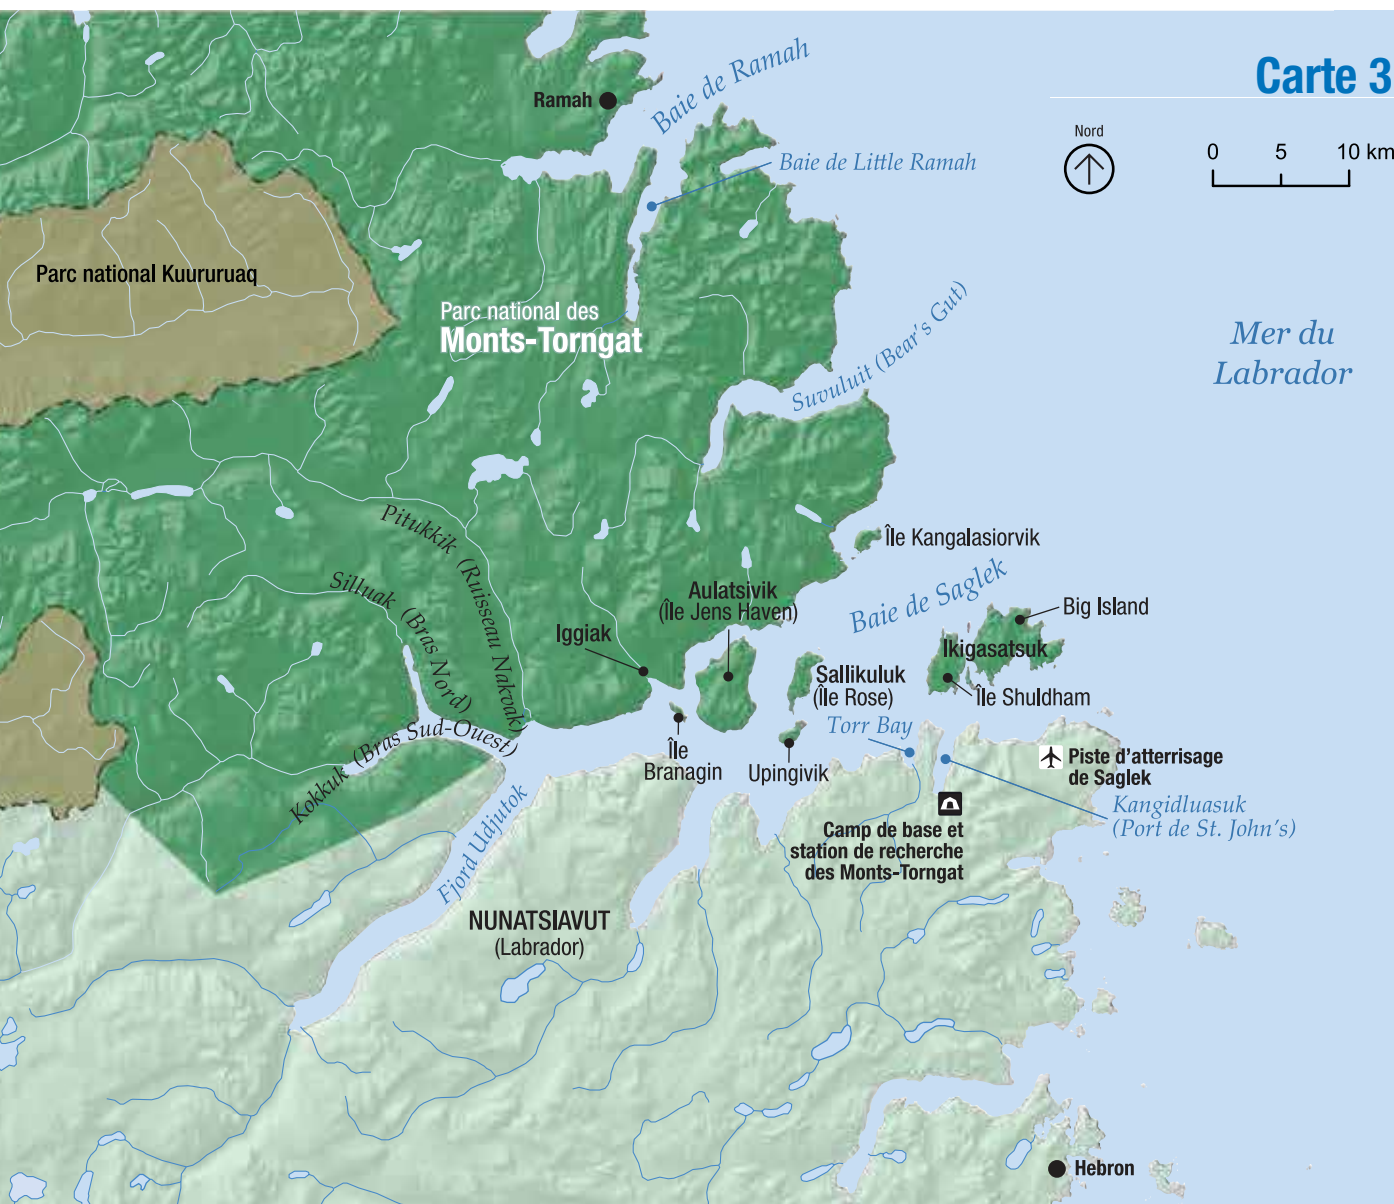 Carte 3
Nord
0 5 10 km
Ramah
Baie de Ramah
Baie de Little Ramah
Parc national Kuururuaq
Parc national des
Monts-Torngat
Suvuluit (Bear's Gut)
Mer du
Labrador
Pitukkik (Ruisseau Nakvak)
Silluak (Bras Nord)
Kokkuk (Bras Sud-Ouest)
Île Kangalasiorvik
Baie de Saglek
Aulatsivik
(Île Jens Haven)
Iggiak
Big Island
Ikigasatsuk
Île Shuldham
Sallikuluk
(Île Rose)
Torr Bay
Île
Branagin
Upingivik
Piste d'atterrisage
de Saglek
Kangidluasuk
(Port de St. John's)
Camp de base et
station de recherche
des Monts-Torngat
Fjord Udjutok
NUNATSIAVUT
(Labrador)
Hebron